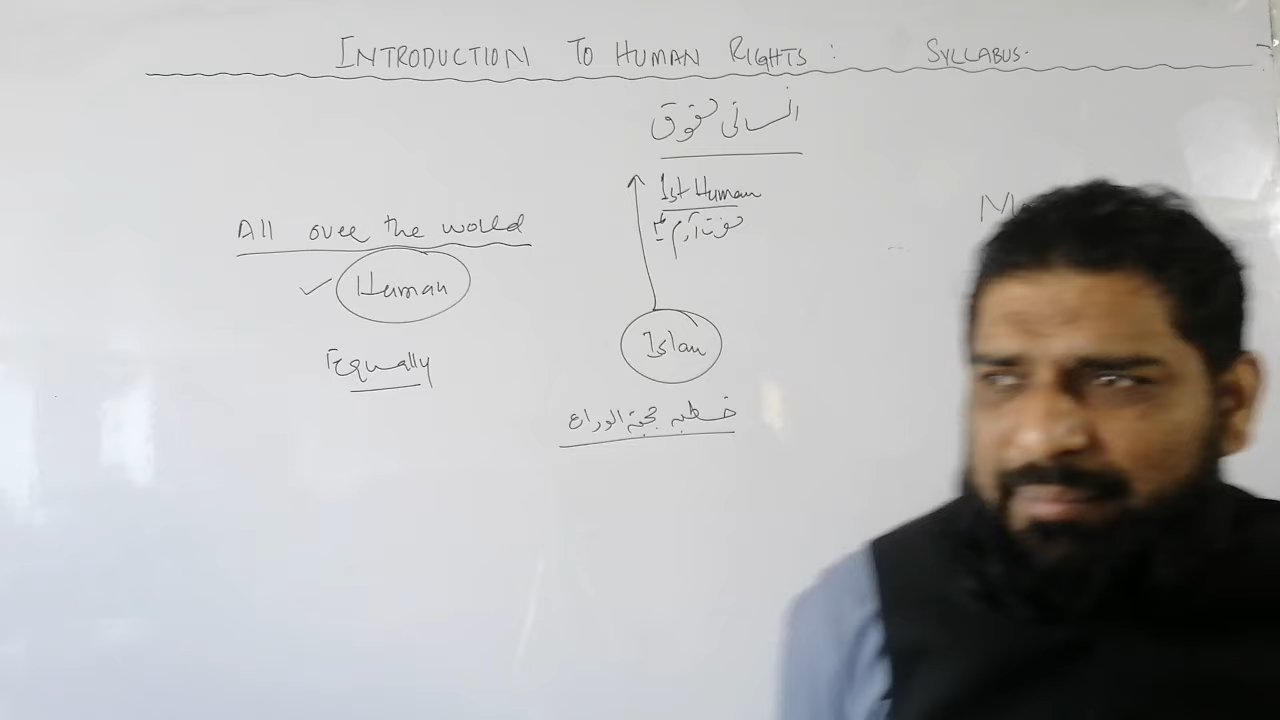 INTRODUCTION TO HUMAN RIGHTS : SYLLABUS.
انسانی حقوق
1st Human
حضرت آدمؑ
All over the world
Human
Equally
Islam
خطبہ حجۃ الوداع